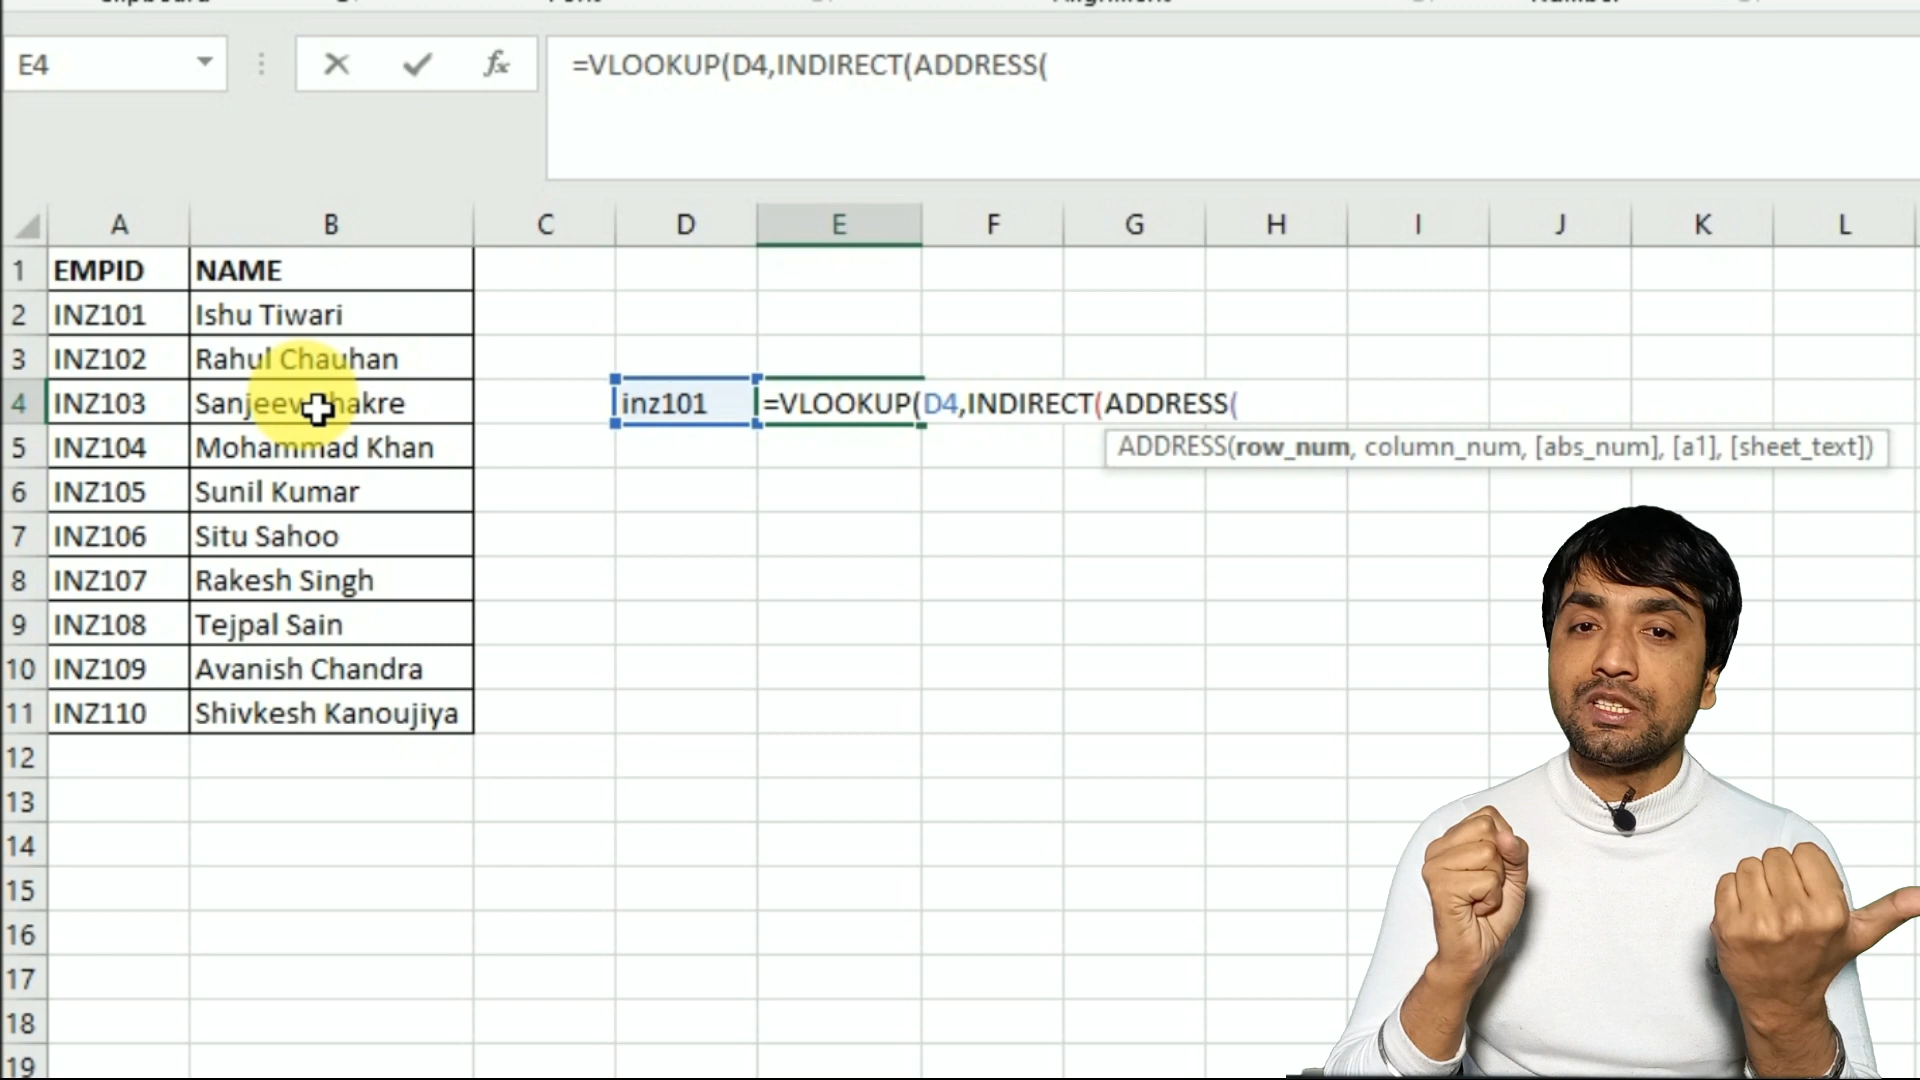 E4 =VLOOKUP(D4,INDIRECT(ADDRESS(
A B C D E F G H I J K L
1 EMPID NAME
2 INZ101 Ishu Tiwari
3 INZ102 Rahul Chauhan
4 INZ103 inz101 =VLOOKUP(D4,INDIRECT(ADDRESS(
ADDRESS(row_num, column_num, [abs_num], [a1], [sheet_text])
5 INZ104 Mohammad Khan
6 INZ105 Sunil Kumar
7 INZ106 Situ Sahoo
8 INZ107 Rakesh Singh
9 INZ108 Tejpal Sain
10 INZ109 Avanish Chandra
11 INZ110 Shivkesh Kanoujiya
12
13
14
15
16
17
18
19